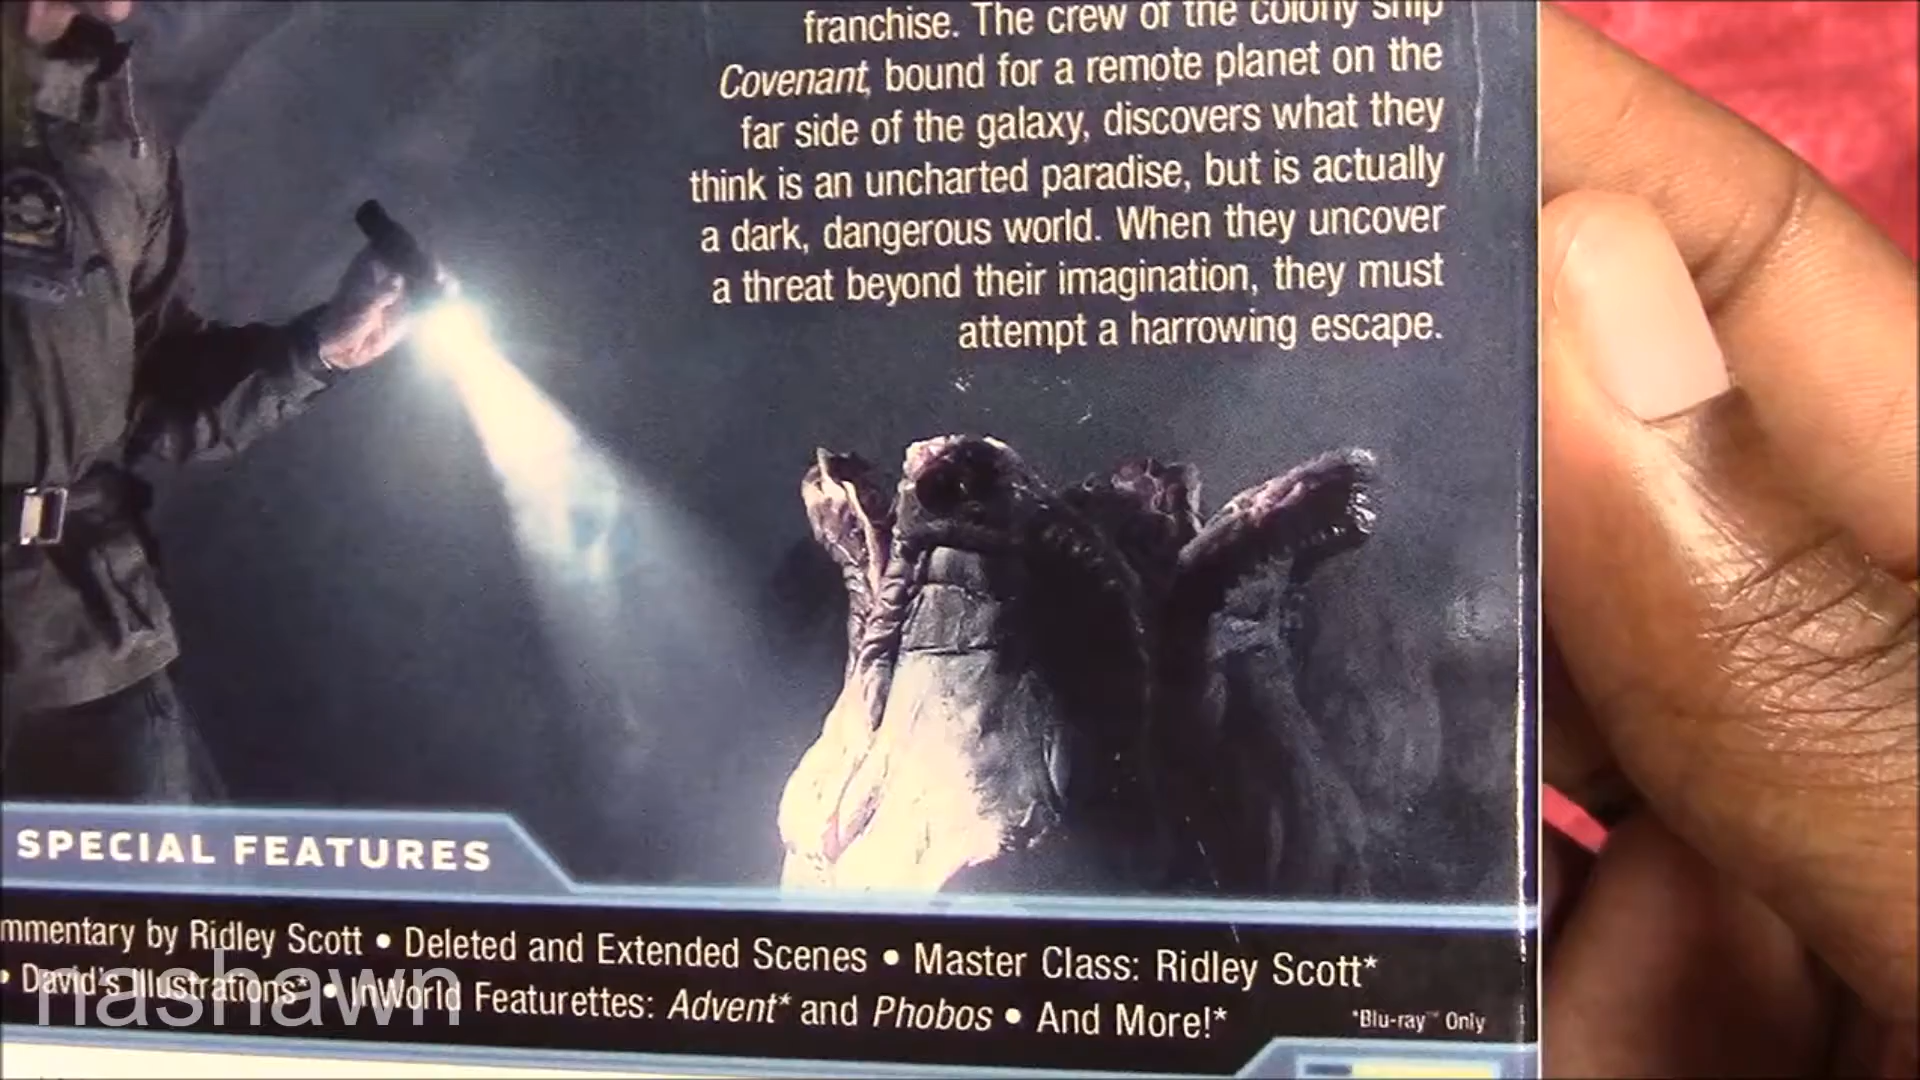 franchise. The crew of the colony ship
Covenant, bound for a remote planet on the
far side of the galaxy, discovers what they
think is an uncharted paradise, but is actually
a dark, dangerous world. When they uncover
a threat beyond their imagination, they must
attempt a harrowing escape.
SPECIAL FEATURES
mmentary by Ridley Scott • Deleted and Extended Scenes • Master Class: Ridley Scott*
• David's Illustrations* • InWorld Featurettes: Advent* and Phobos • And More!*
*Blu-ray™ Only
nashawn